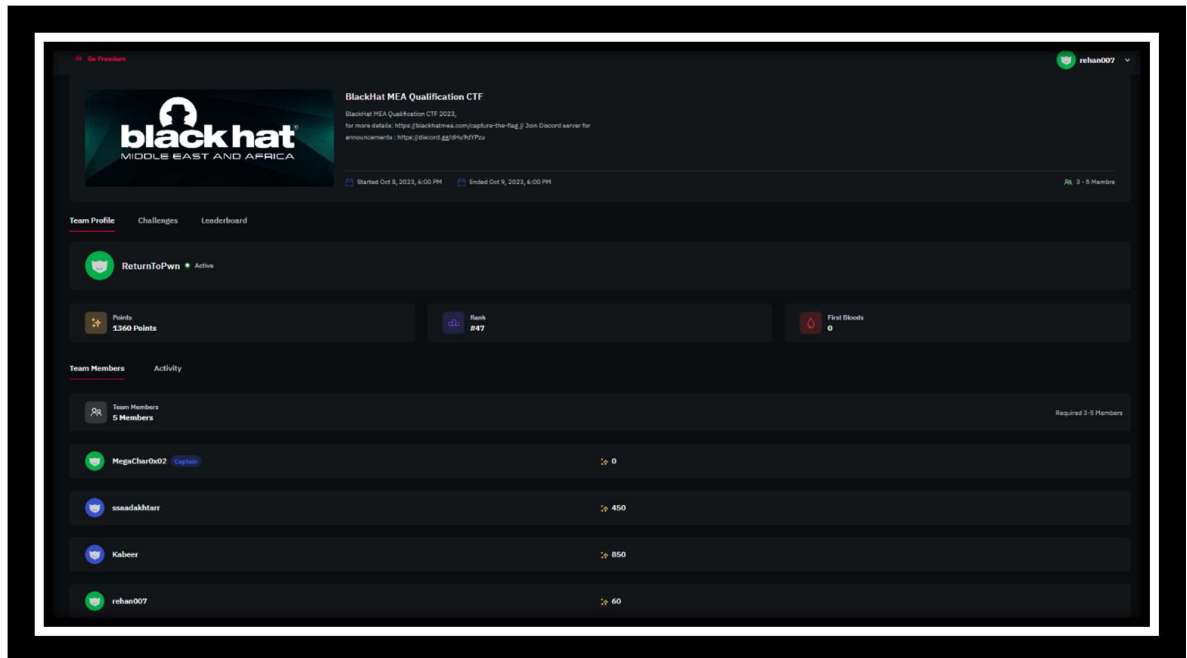 Go Premium
rehan007
black hat
MIDDLE EAST AND AFRICA
BlackHat MEA Qualification CTF
BlackHat MEA Qualification CTF 2023,
for more details: https://blackhatmea.com/capture-the-flag // Join Discord server for
announcements : https://discord.gg/
Started Oct 8, 2023, 6:00 PM
Ended Oct 9, 2023, 6:00 PM
3 - 5 Membrs
Team Profile
Challenges
Leaderboard
ReturnToPwn
Active
Points
1360 Points
Rank
#47
First Bloods
0
Team Members
Activity
Team Members
5 Members
Required 3-5 Members
MegaChar0x02
Captain
0
ssaadakhtarr
450
Kabeer
850
rehan007
60